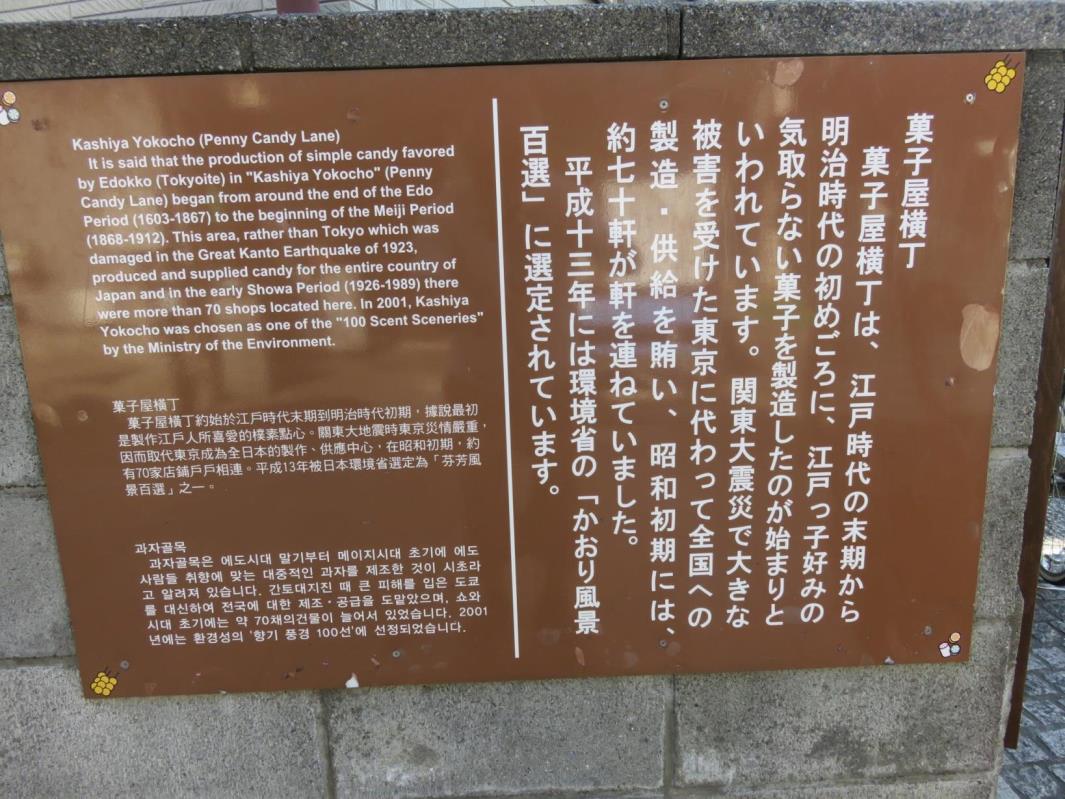 Kashiya Yokocho (Penny Candy Lane)
It is said that the production of simple candy favored
by Edokko (Tokyoite) in "Kashiya Yokocho" (Penny
Candy Lane) began from around the end of the Edo
Period (1603-1867) to the beginning of the Meiji Period
(1868-1912). This area, rather than Tokyo which was
damaged in the Great Kanto Earthquake of 1923,
produced and supplied candy for the entire country of
Japan and in the early Showa Period (1926-1989) there
were more than 70 shops located here. In 2001, Kashiya
Yokocho was chosen as one of the "100 Scent Sceneries"
by the Ministry of the Environment.
菓子屋橫丁
菓子屋橫丁約始於江戶時代末期到明治時代初期，據說最初
是製作江戶人所喜愛的樸素點心。關東大地震時東京災情嚴重，
因而取代東京成為全日本的製作、供應中心，在昭和初期，約
有70家店鋪戶戶相連。平成13年被日本環境省選定為「芬芳風
景百選」之一。
과자골목
과자골목은 에도시대 말기부터 메이지시대 초기에 에도
사람들 취향에 맞는 대중적인 과자를 제조한 것이 시초라
고 알려져 있습니다. 간토대지진 때 큰 피해를 입은 도쿄
를 대신하여 전국에 대한 제조・공급을 도맡았으며, 쇼와
시대 초기에는 약 70채의건물이 늘어서 있었습니다. 2001
년에는 환경성의 '향기 풍경 100선'에 선정되었습니다.
菓子屋横丁
菓子屋横丁は、江戸時代の末期から
明治時代の初めごろに、江戸っ子好みの
気取らない菓子を製造したのが始まりと
いわれています。関東大震災で大きな
被害を受けた東京に代わって全国への
製造・供給を賄い、昭和初期には、
約七十軒が軒を連ねていました。
平成十三年には環境省の「かおり風景
百選」に選定されています。